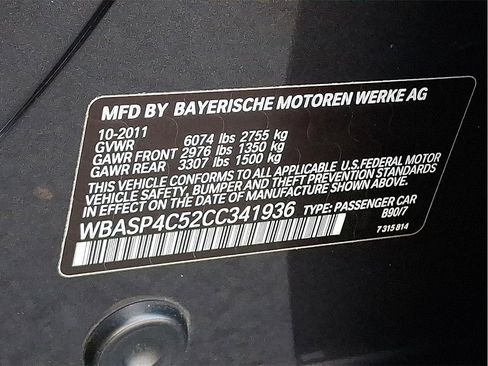 MFD BY BAYERISCHE MOTOREN WERKE AG
10-2011
GVWR 6074 lbs 2755 kg
GAWR FRONT 2976 lbs 1350 kg
GAWR REAR 3307 lbs 1500 kg
THIS VEHICLE CONFORMS TO ALL APPLICABLE U.S.FEDERAL MOTOR
VEHICLE SAFETY, BUMPER AND THEFT PREVENTION STANDARDS
IN EFFECT ON THE DATE OF MANUFACTURE SHOWN ABOVE.
WBASP4C52CC341936 TYPE: PASSENGER CAR
B90/7
7 315 014